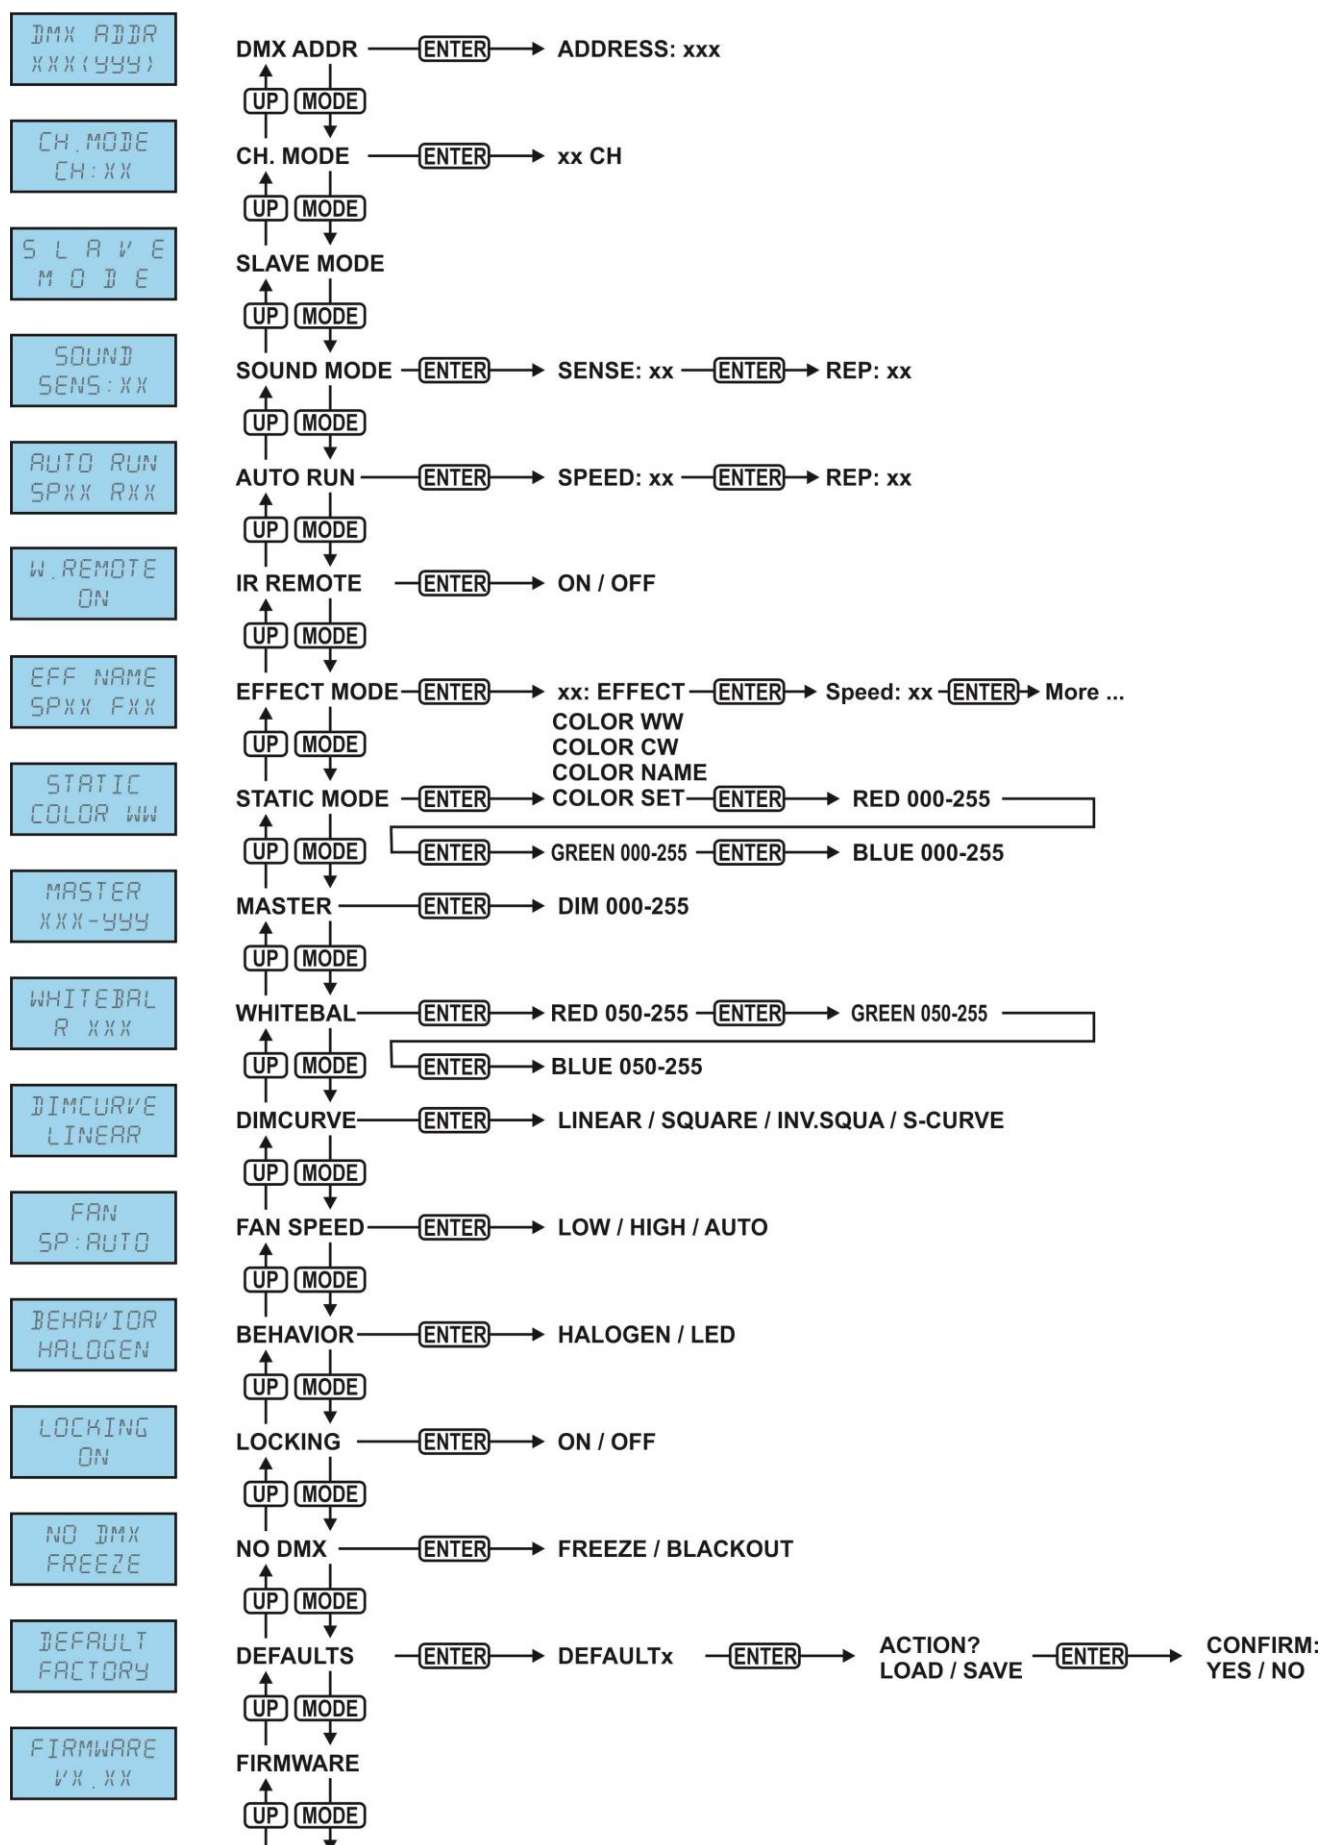 DMX ADDR
XXX(YYY)
DMX ADDR ENTER ADDRESS: xxx
UP MODE
CH.MODE
CH:XX
CH. MODE ENTER xx CH
UP MODE
SLAVE
MODE
SLAVE MODE
UP MODE
SOUND
SENS:XX
SOUND MODE ENTER SENSE: xx ENTER REP: xx
UP MODE
AUTO RUN
SPXX RXX
AUTO RUN ENTER SPEED: xx ENTER REP: xx
UP MODE
W.REMOTE
ON
IR REMOTE ENTER ON / OFF
UP MODE
EFF NAME
SPXX FXX
EFFECT MODE ENTER xx: EFFECT ENTER Speed: xx ENTER More ...
UP MODE
COLOR WW
COLOR CW
COLOR NAME
STATIC
COLOR WW
STATIC MODE ENTER COLOR SET ENTER RED 000-255
UP MODE ENTER GREEN 000-255 ENTER BLUE 000-255
MASTER
XXX-YYY
MASTER ENTER DIM 000-255
UP MODE
WHITEBAL
R XXX
WHITEBAL ENTER RED 050-255 ENTER GREEN 050-255
UP MODE ENTER BLUE 050-255
DIMCURVE
LINEAR
DIMCURVE ENTER LINEAR / SQUARE / INV.SQUA / S-CURVE
UP MODE
FAN
SP:AUTO
FAN SPEED ENTER LOW / HIGH / AUTO
UP MODE
BEHAVIOR
HALOGEN
BEHAVIOR ENTER HALOGEN / LED
UP MODE
LOCKING
ON
LOCKING ENTER ON / OFF
UP MODE
NO DMX
FREEZE
NO DMX ENTER FREEZE / BLACKOUT
UP MODE
DEFAULT
FACTORY
DEFAULTS ENTER DEFAULTx ENTER ACTION? ENTER CONFIRM:
LOAD / SAVE YES / NO
UP MODE
FIRMWARE
VX.XX
FIRMWARE
UP MODE